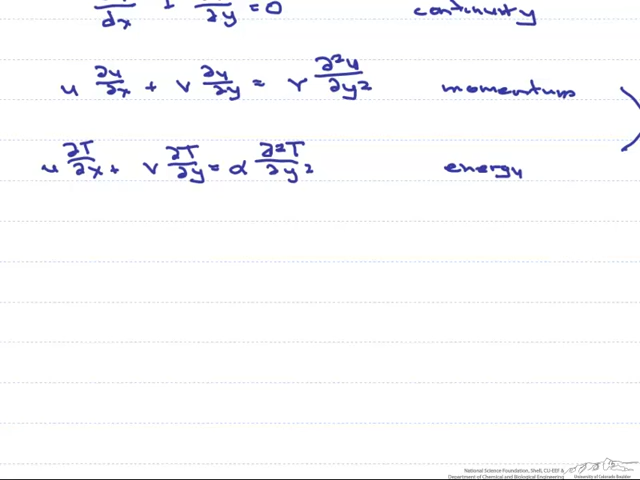 ∂x + ∂y = 0 continuity
u ∂u/∂x + v ∂u/∂y = ν ∂²u/∂y² momentum
u ∂T/∂x + v ∂T/∂y = α ∂²T/∂y² energy
National Science Foundation, Shell, CU-EEF &
Department of Chemical and Biological Engineering
University of Colorado Boulder